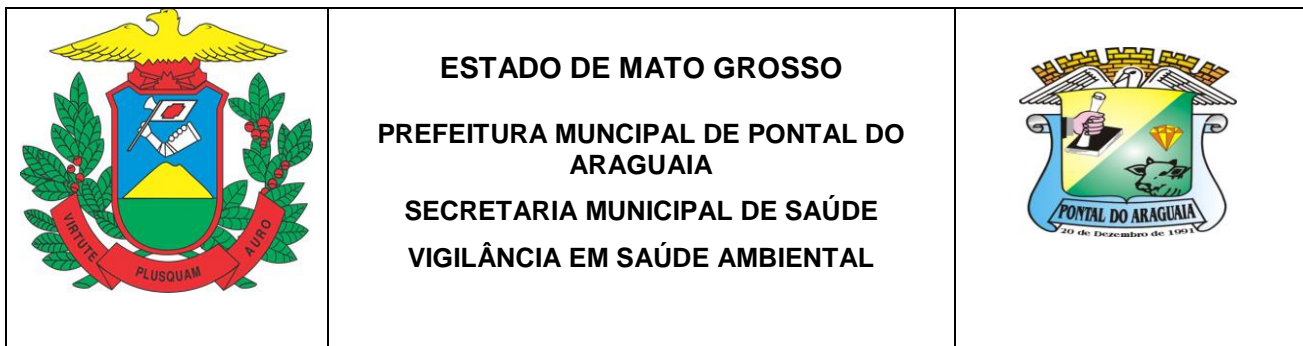 VIRTUTE
PLUSQUAM
AURO
ESTADO DE MATO GROSSO
PREFEITURA MUNCIPAL DE PONTAL DO
ARAGUAIA
SECRETARIA MUNICIPAL DE SAÚDE
VIGILÂNCIA EM SAÚDE AMBIENTAL
PONTAL DO ARAGUAIA
20 de Dezembro de 1991